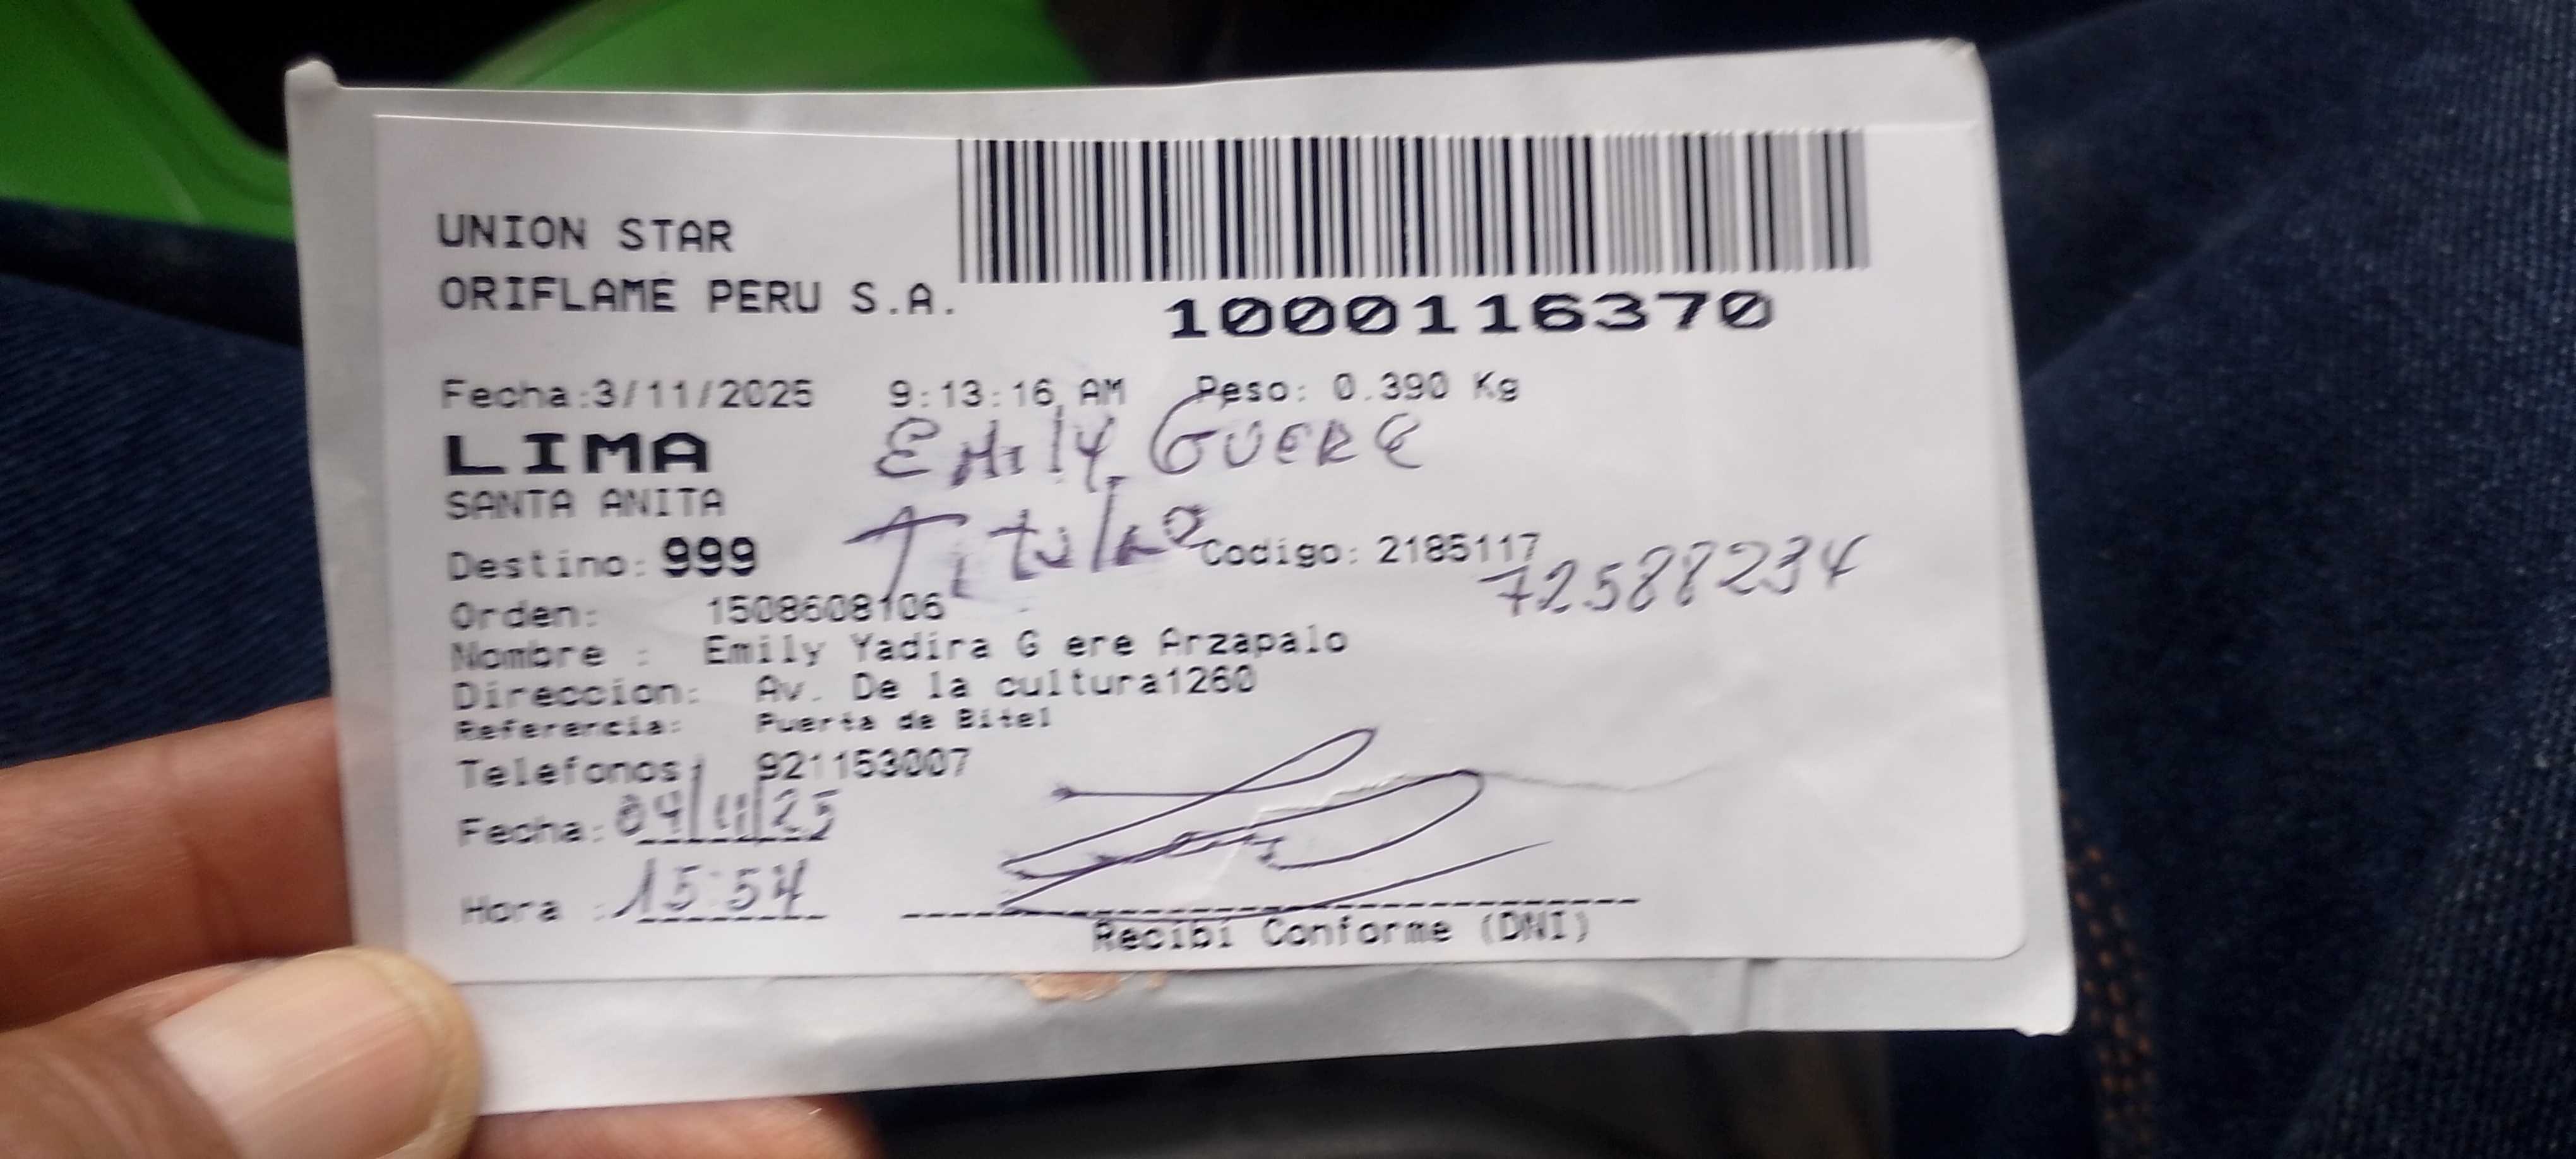 UNION STAR
ORIFLAME PERU S.A.
1000116370
Fecha:3/11/2025 9:13:16 AM Peso: 0.390 Kg
LIMA
Emily GUERE
SANTA ANITA
Titular
Destino: 999 Codigo: 2185117
72588234
Orden: 1508608106
Nombre : Emily Yadira G ere Arzapalo
Direccion: Av. De la cultura1260
Referencia: Puerta de Bitel
Telefonos: 921153007
Fecha: 04/11/25
Hora : 15:54
Recibi Conforme (DNI)